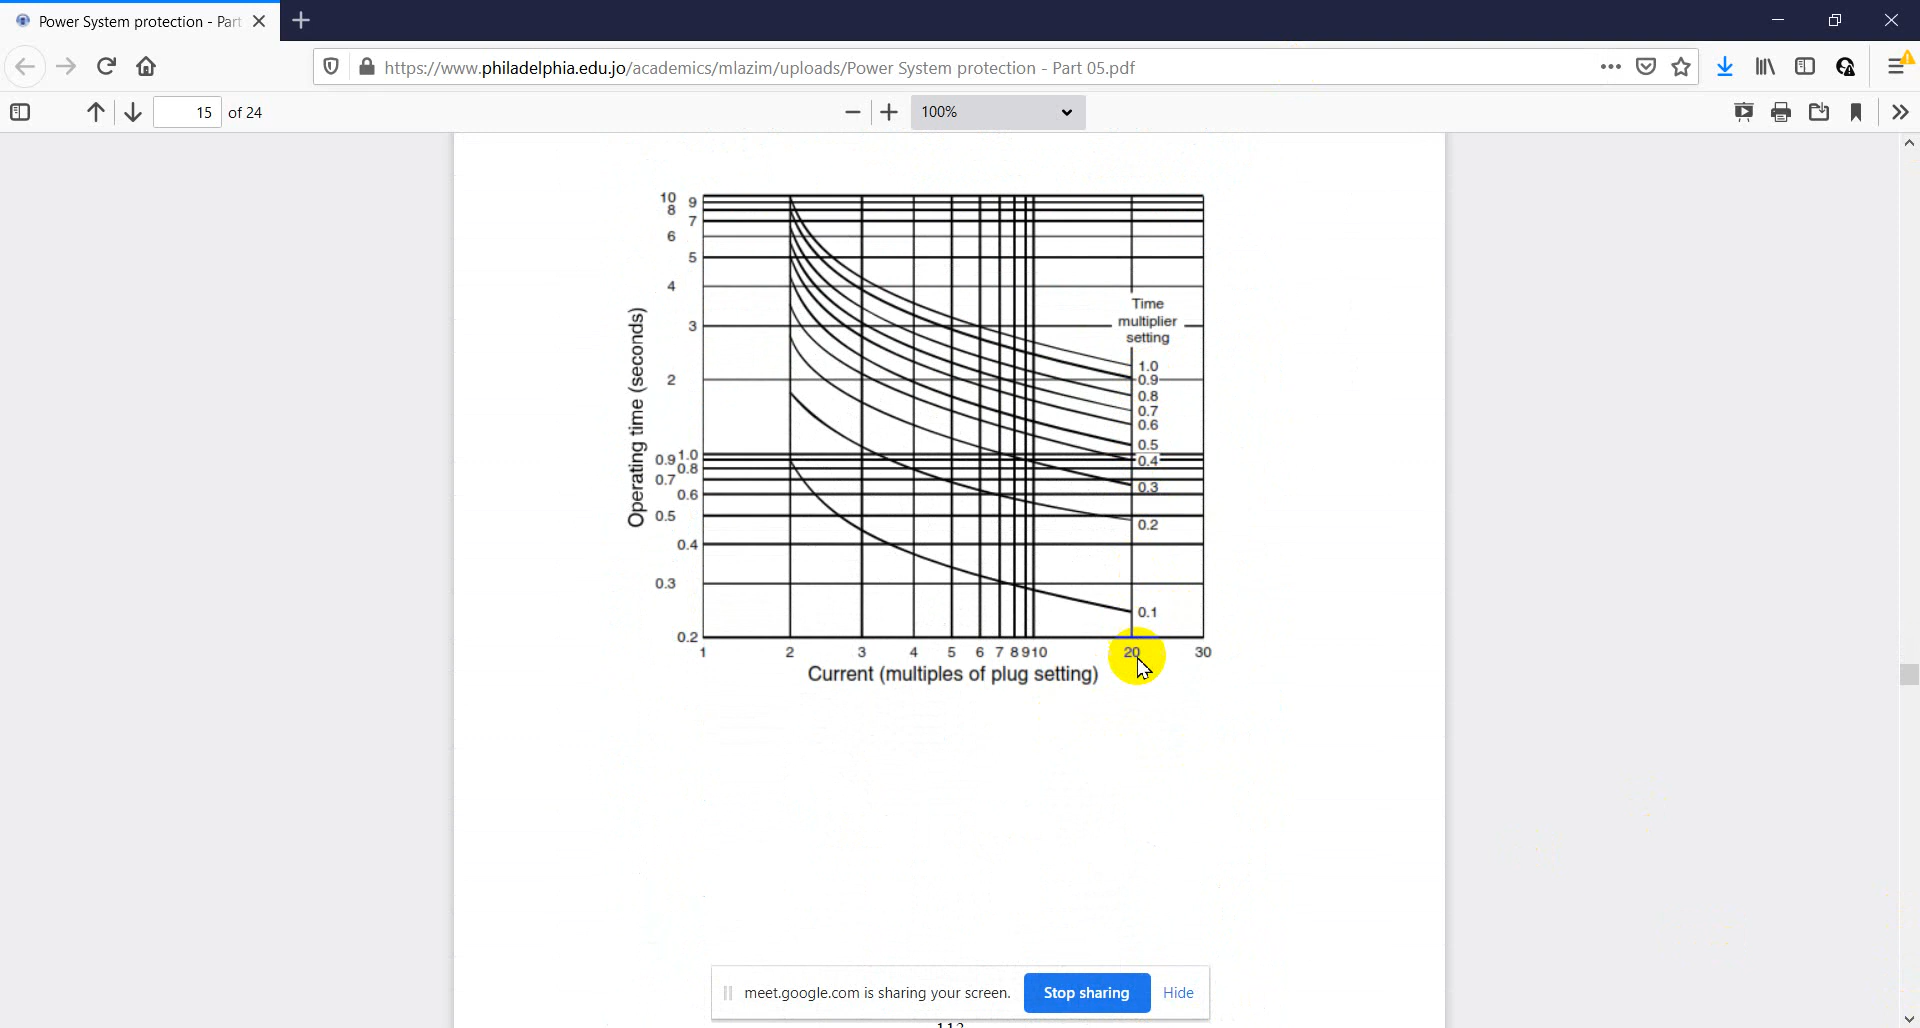 Power System protection - Part
https://www.philadelphia.edu.jo/academics/mlazim/uploads/Power System protection - Part 05.pdf
15 of 24
100%
10
9
8
7
6
5
4
3
2
1.0
0.9
0.8
0.7
0.6
0.5
0.4
0.3
0.2
Operating time (seconds)
Time
multiplier
setting
1.0
0.9
0.8
0.7
0.6
0.5
0.4
0.3
0.2
0.1
1 2 3 4 5 6 7 8 9 10 20 30
Current (multiples of plug setting)
meet.google.com is sharing your screen. Stop sharing Hide